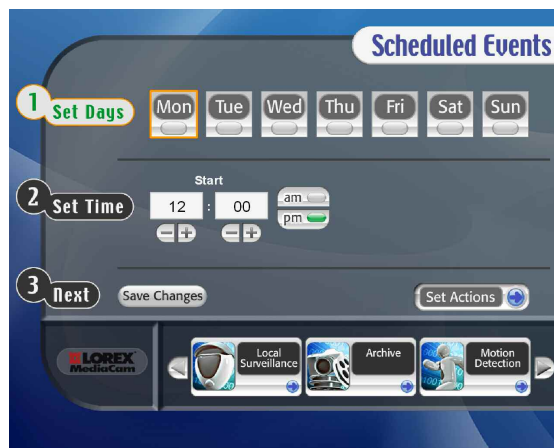 Scheduled Events
1 Set Days
Mon Tue Wed Thu Fri Sat Sun
Start
2 Set Time
12 : 00
am
pm
3 Next
Save Changes
Set Actions
LOREX
MediaCam
Local
Surveillance
Archive
Motion
Detection